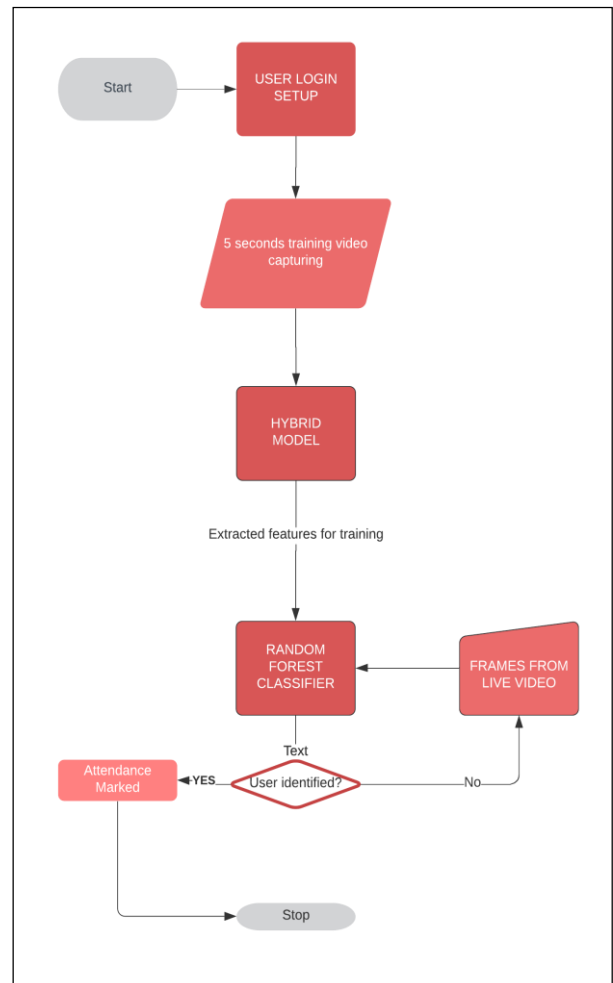 Start
USER LOGIN
SETUP
5 seconds training video
capturing
HYBRID
MODEL
Extracted features for training
RANDOM
FOREST
CLASSIFIER
FRAMES FROM
LIVE VIDEO
Text
Attendance
Marked
YES
User identified?
No
Stop